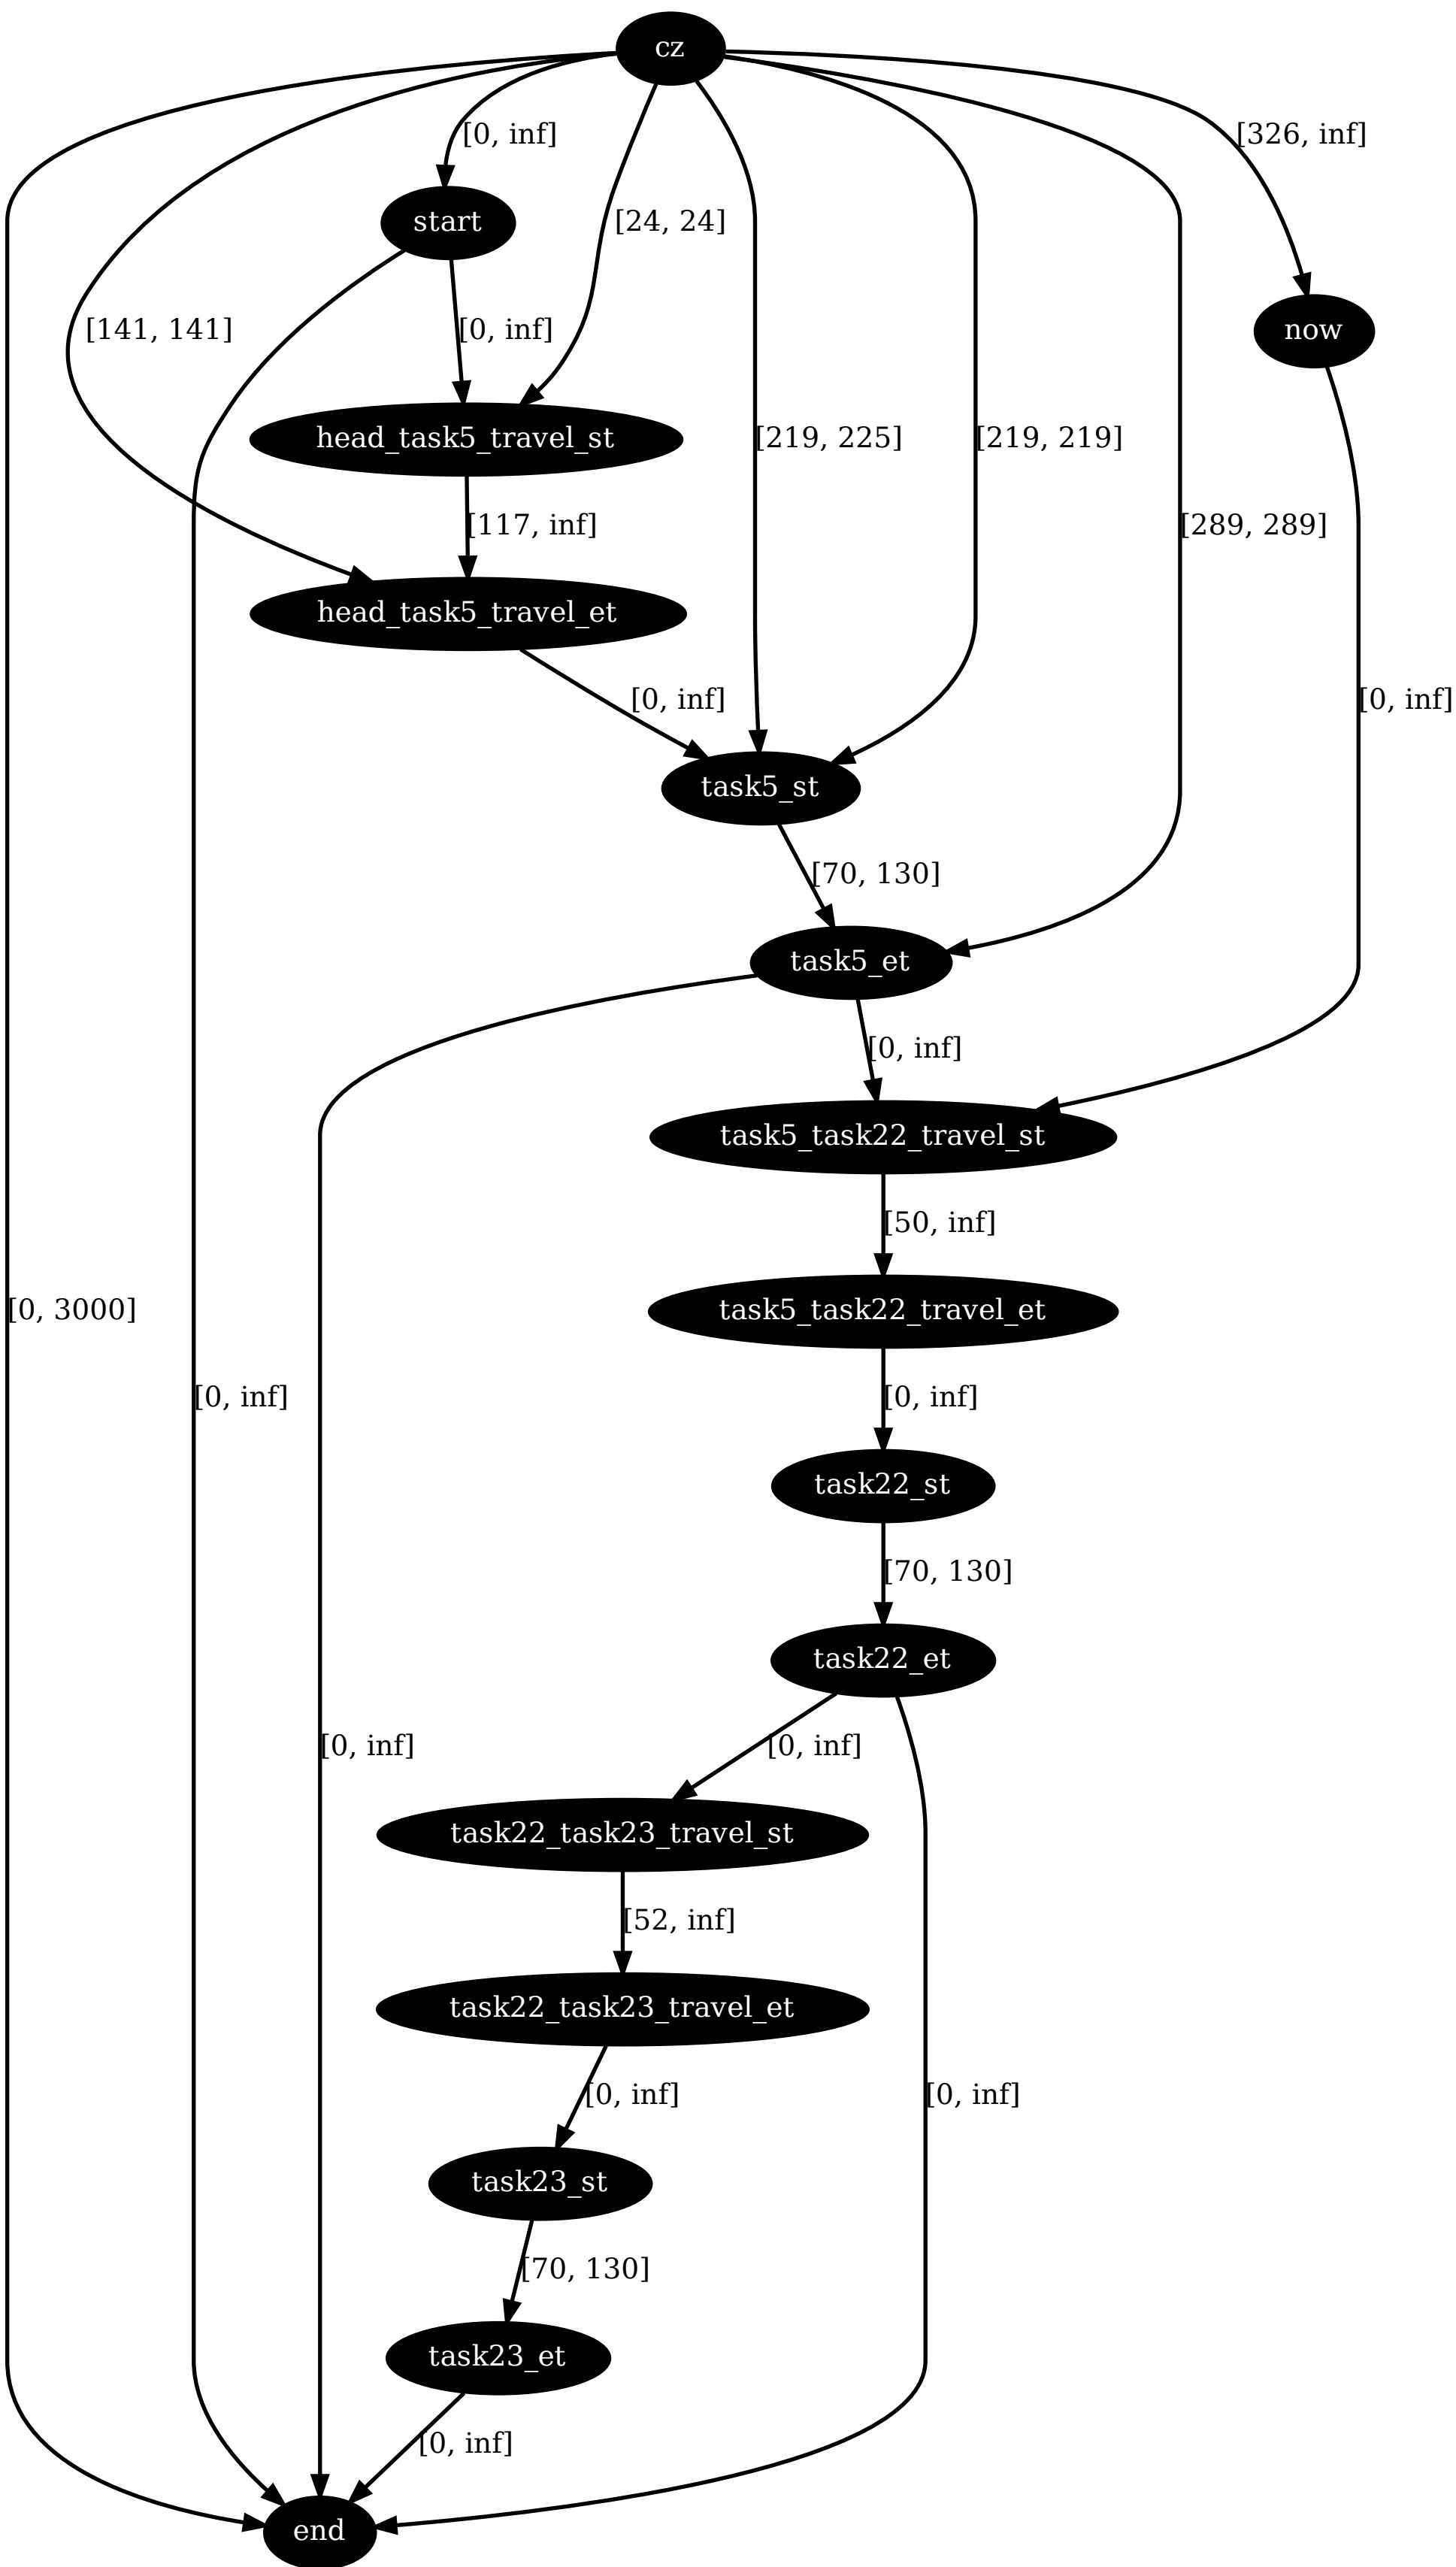 cz
[0, inf]
[326, inf]
start
[24, 24]
now
[141, 141]
[0, inf]
head_task5_travel_st
[219, 225]
[219, 219]
[117, inf]
[289, 289]
head_task5_travel_et
[0, inf]
[0, inf]
task5_st
[70, 130]
task5_et
[0, inf]
task5_task22_travel_st
[50, inf]
[0, 3000]
task5_task22_travel_et
[0, inf]
[0, inf]
task22_st
[70, 130]
task22_et
[0, inf]
[0, inf]
task22_task23_travel_st
[52, inf]
task22_task23_travel_et
[0, inf]
[0, inf]
task23_st
[70, 130]
task23_et
[0, inf]
end